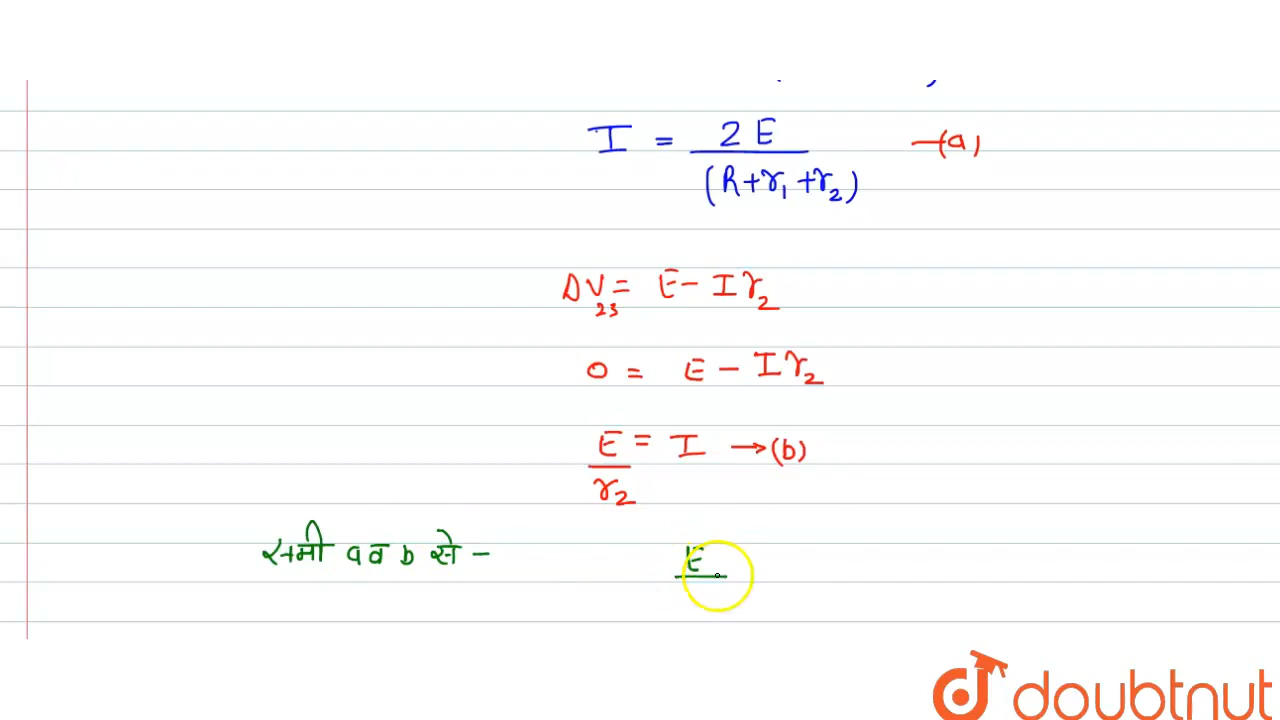 I = 2E / (R+r₁+r₂) —(a)
ΔV₂₃ = E - Ir₂
0 = E - Ir₂
E/r₂ = I →(b)
समी a व b से -
E
doubtnut